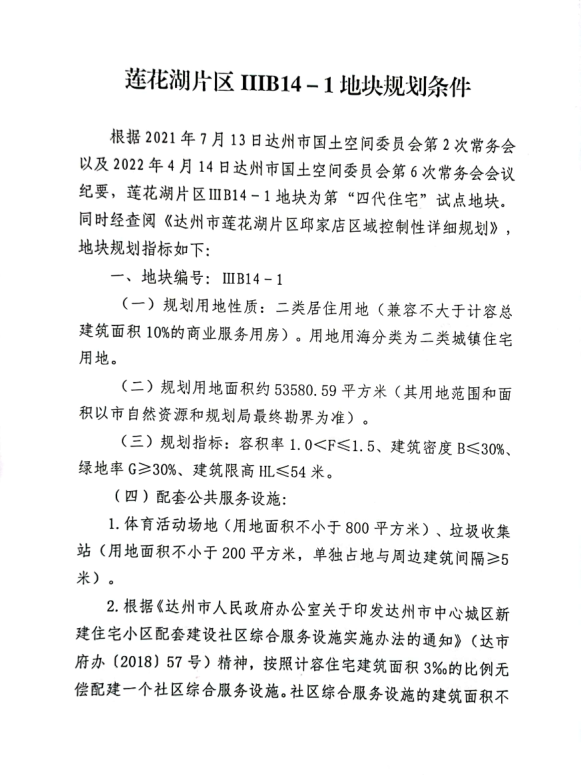 莲花湖片区 IIIB14-1 地块规划条件
根据2021年7月13日达州市国土空间委员会第2次常务会
以及2022年4月14日达州市国土空间委员会第6次常务会会议
纪要，莲花湖片区ⅢB14-1地块为第“四代住宅”试点地块。
同时经查阅《达州市莲花湖片区邱家店区域控制性详细规划》，
地块规划指标如下：
一、地块编号：ⅢB14-1
（一）规划用地性质：二类居住用地（兼容不大于计容总
建筑面积10%的商业服务用房）。用地用海分类为二类城镇住宅
用地。
（二）规划用地面积约53580.59平方米（其用地范围和面
积以市自然资源和规划局最终勘界为准）。
（三）规划指标：容积率1.0＜F≤1.5、建筑密度B≤30%、
绿地率G≥30%、建筑限高HL≤54米。
（四）配套公共服务设施：
1.体育活动场地（用地面积不小于800平方米）、垃圾收集
站（用地面积不小于200平方米，单独占地与周边建筑间隔≥5
米）。
2.根据《达州市人民政府办公室关于印发达州市中心城区新
建住宅小区配套建设社区综合服务设施实施办法的通知》（达市
府办〔2018〕57号）精神，按照计容住宅建筑面积3‰的比例无
偿配建一个社区综合服务设施。社区综合服务设施的建筑面积不